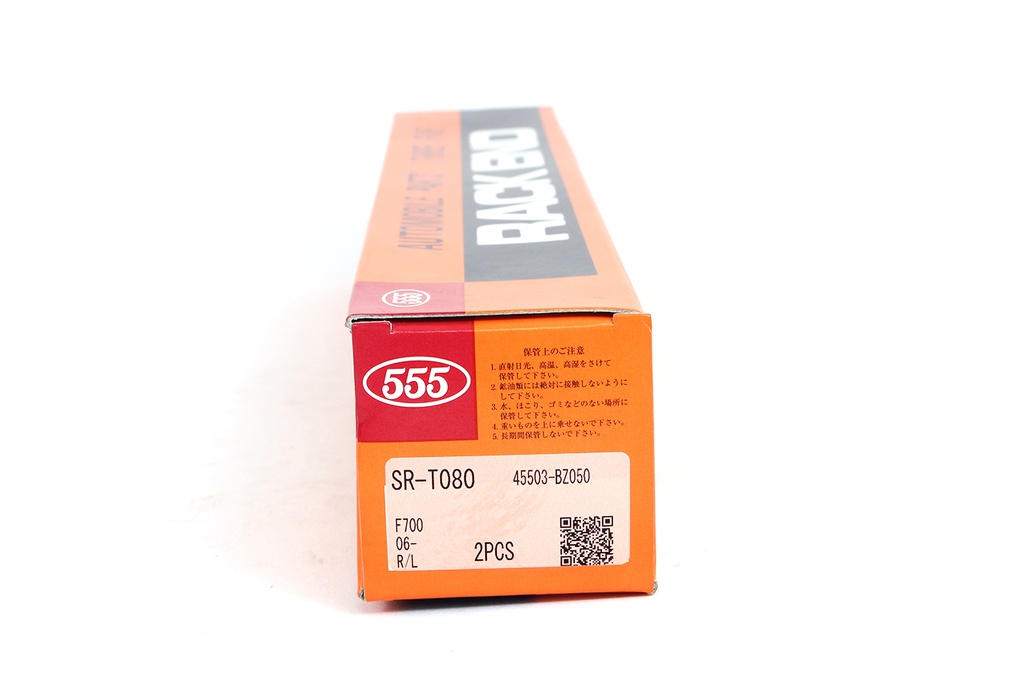 RACK END
AUTOMOBILE PART
555
555
保管上のご注意
1. 直射日光、高温、高湿をさけて
保管して下さい。
2. 鉱油類には絶対に接触しないように
して下さい。
3. 水、ほこり、ゴミなどのない場所に
保管して下さい。
4. 重いものを上に乗せないで下さい。
5. 長期間保管しないで下さい。
SR-T080 45503-BZ050
F700
06-
R/L 2PCS